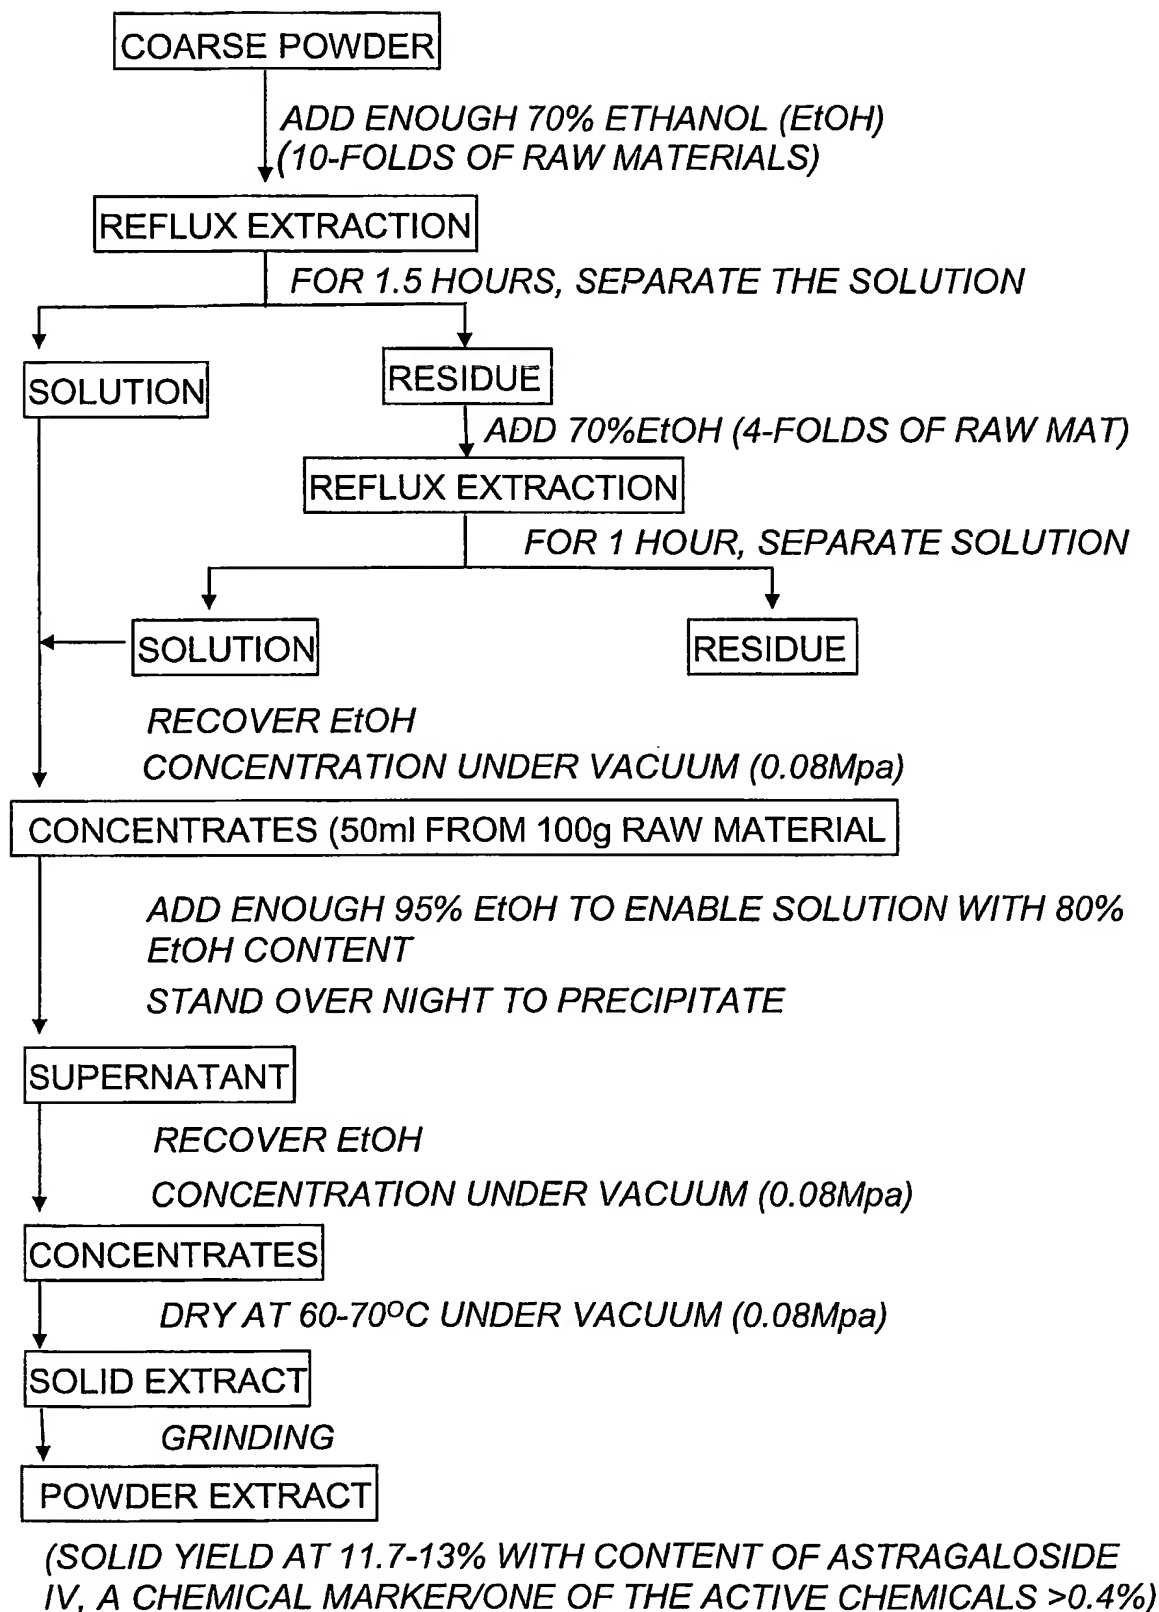 COARSE POWDER
ADD ENOUGH 70% ETHANOL (EtOH)
(10-FOLDS OF RAW MATERIALS)
REFLUX EXTRACTION
FOR 1.5 HOURS, SEPARATE THE SOLUTION
SOLUTION
RESIDUE
ADD 70%EtOH (4-FOLDS OF RAW MAT)
REFLUX EXTRACTION
FOR 1 HOUR, SEPARATE SOLUTION
SOLUTION
RESIDUE
RECOVER EtOH
CONCENTRATION UNDER VACUUM (0.08Mpa)
CONCENTRATES (50ml FROM 100g RAW MATERIAL
ADD ENOUGH 95% EtOH TO ENABLE SOLUTION WITH 80%
EtOH CONTENT
STAND OVER NIGHT TO PRECIPITATE
SUPERNATANT
RECOVER EtOH
CONCENTRATION UNDER VACUUM (0.08Mpa)
CONCENTRATES
DRY AT 60-70°C UNDER VACUUM (0.08Mpa)
SOLID EXTRACT
GRINDING
POWDER EXTRACT
(SOLID YIELD AT 11.7-13% WITH CONTENT OF ASTRAGALOSIDE
IV, A CHEMICAL MARKER/ONE OF THE ACTIVE CHEMICALS >0.4%)